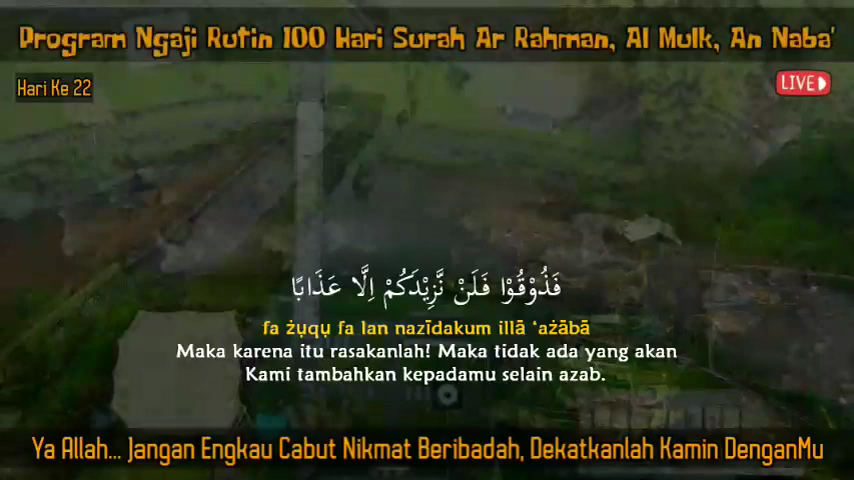 Program Ngaji Rutin 100 Hari Surah Ar Rahman, Al Mulk, An Naba'
Hari Ke 22
LIVE
فَذُوْقُوْا فَلَنْ نَّزِيْدَكُمْ اِلَّا عَذَابًا
fa żụqụ fa lan nazīdakum illā 'ażābā
Maka karena itu rasakanlah! Maka tidak ada yang akan
Kami tambahkan kepadamu selain azab.
Ya Allah... Jangan Engkau Cabut Nikmat Beribadah, Dekatkanlah Kamin DenganMu